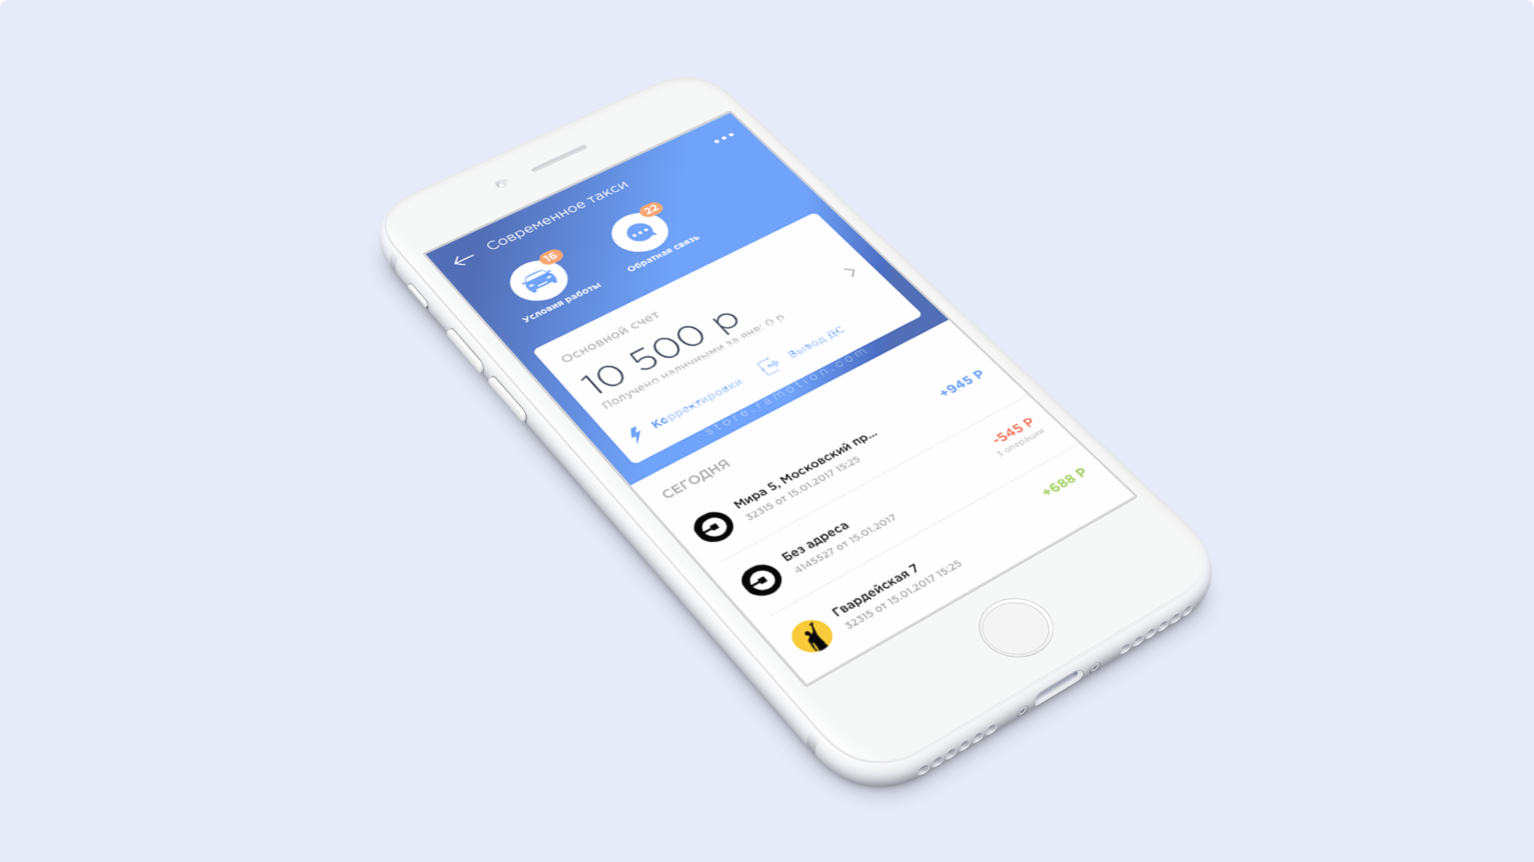 Современное такси
16
22
Условия работы
Обратная связь
Основной счет
10 500 р
Получено наличными за янв: 0 р
Корректировки
Вывод ДС
store.ramotion.com
СЕГОДНЯ
Мира 5, Московский пр...
32315 от 15.01.2017 15:25
+945 Р
Без адреса
4145527 от 15.01.2017
-545 Р
3 операции
Гвардейская 7
32315 от 15.01.2017 15:25
+688 Р